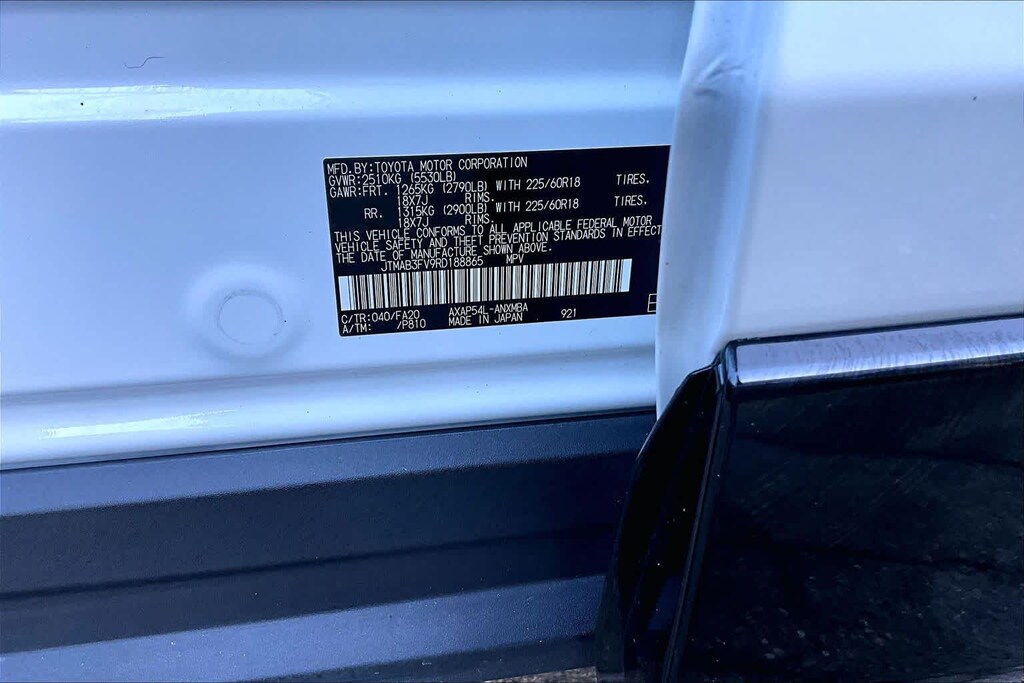 MFD.BY:TOYOTA MOTOR CORPORATION
GVWR:2510KG (5530LB)
GAWR:FRT. 1265KG (2790LB) WITH 225/60R18 TIRES.
18X7J RIMS.
RR. 1315KG (2900LB) WITH 225/60R18 TIRES.
18X7J RIMS.
THIS VEHICLE CONFORMS TO ALL APPLICABLE FEDERAL MOTOR
VEHICLE SAFETY AND THEFT PREVENTION STANDARDS IN EFFECT
THE DATE OF MANUFACTURE SHOWN ABOVE.
JTMAB3FV9RD188865 MPV
C/TR:040/FA20 AXAP54L-ANXMBA 921
A/TM: /P810 MADE IN JAPAN